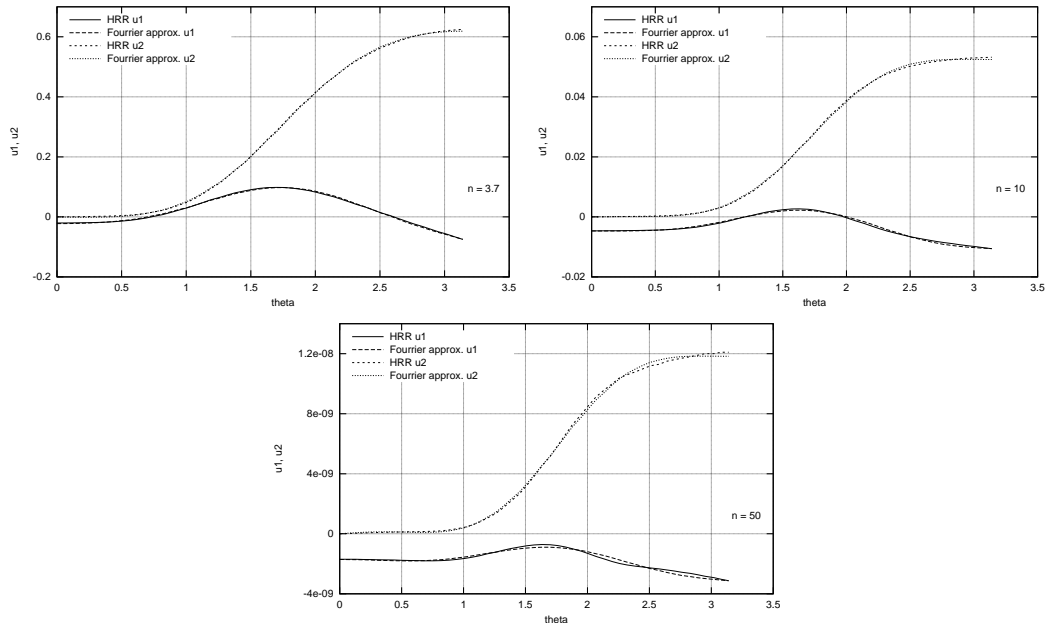 HRR u1
Fourrier approx. u1
HRR u2
Fourrier approx. u2
0.6
0.4
0.2
0
-0.2
u1, u2
n = 3.7
0 0.5 1 1.5 2 2.5 3 3.5
theta
HRR u1
Fourrier approx. u1
HRR u2
Fourrier approx. u2
0.06
0.04
0.02
0
-0.02
u1, u2
n = 10
0 0.5 1 1.5 2 2.5 3 3.5
theta
HRR u1
Fourrier approx. u1
HRR u2
Fourrier approx. u2
1.2e-08
8e-09
4e-09
0
-4e-09
u1, u2
n = 50
0 0.5 1 1.5 2 2.5 3 3.5
theta